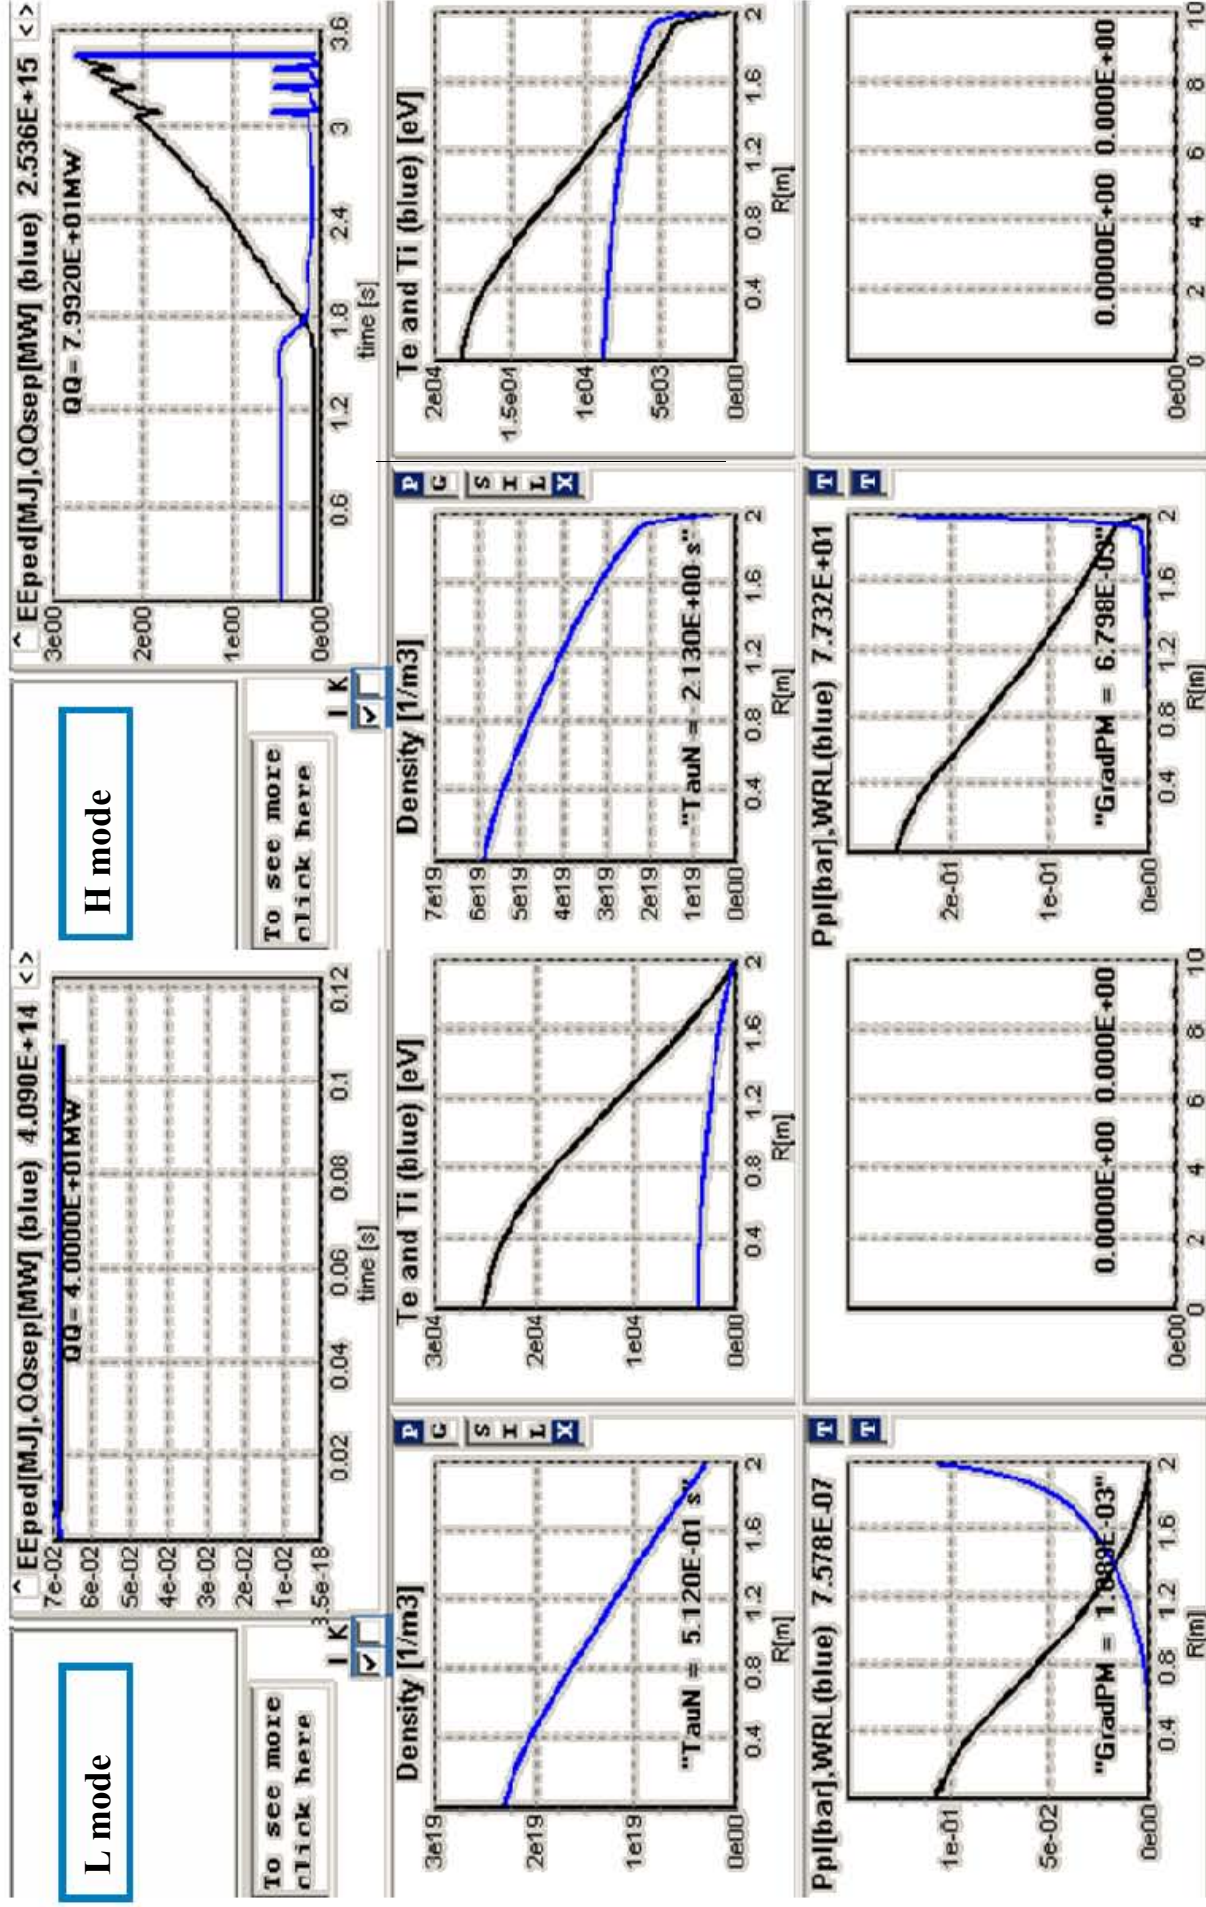 L mode
To see more
click here
I K
^ EEped[MJ],QQsep[MW] (blue) 4.090E+14 <>
QQ= 4.0000E+01MW
7e-02
6e-02
5e-02
4e-02
4e-02
3e-02
2e-02
1e-02
3.5e-18
0.02 0.04 0.06 0.08 0.1 0.12
time [s]
Density [1/m3]
3e19
2e19
1e19
0e00
"TauN = 5.120E-01 s"
0.4 0.8 1.2 1.6 2
R[m]
P
G
S
I
L
X
Te and Ti (blue) [eV]
3e04
2e04
1e04
0e00
0.4 0.8 1.2 1.6 2
R[m]
Ppl[bar],WRL(blue) 7.578E-07
1e-01
5e-02
0e00
0.4 0.8 1.2 1.6 2
R[m]
T
T
0.0000E+00 0.000E+00
0e00
0 2 4 6 8 10
H mode
To see more
click here
I K
^ EEped[MJ],QQsep[MW] (blue) 2.536E+15 <>
QQ= 7.9920E+01MW
3e00
2e00
1e00
0e00
0.6 1.2 1.8 2.4 3 3.6
time [s]
Density [1/m3]
7e19
6e19
5e19
4e19
3e19
2e19
1e19
0e00
"TauN = 2.130E+00 s"
0.4 0.8 1.2 1.6 2
R[m]
P
G
S
I
L
X
Te and Ti (blue) [eV]
2e04
1.5e04
1e04
5e03
0e00
0.4 0.8 1.2 1.6 2
R[m]
Ppl[bar],WRL(blue) 7.732E+01
2e-01
1e-01
0e00
"GradPM = 6.798E-03"
0.4 0.8 1.2 1.6 2
R[m]
T
T
0.0000E+00 0.000E+00
0e00
0 2 4 6 8 10